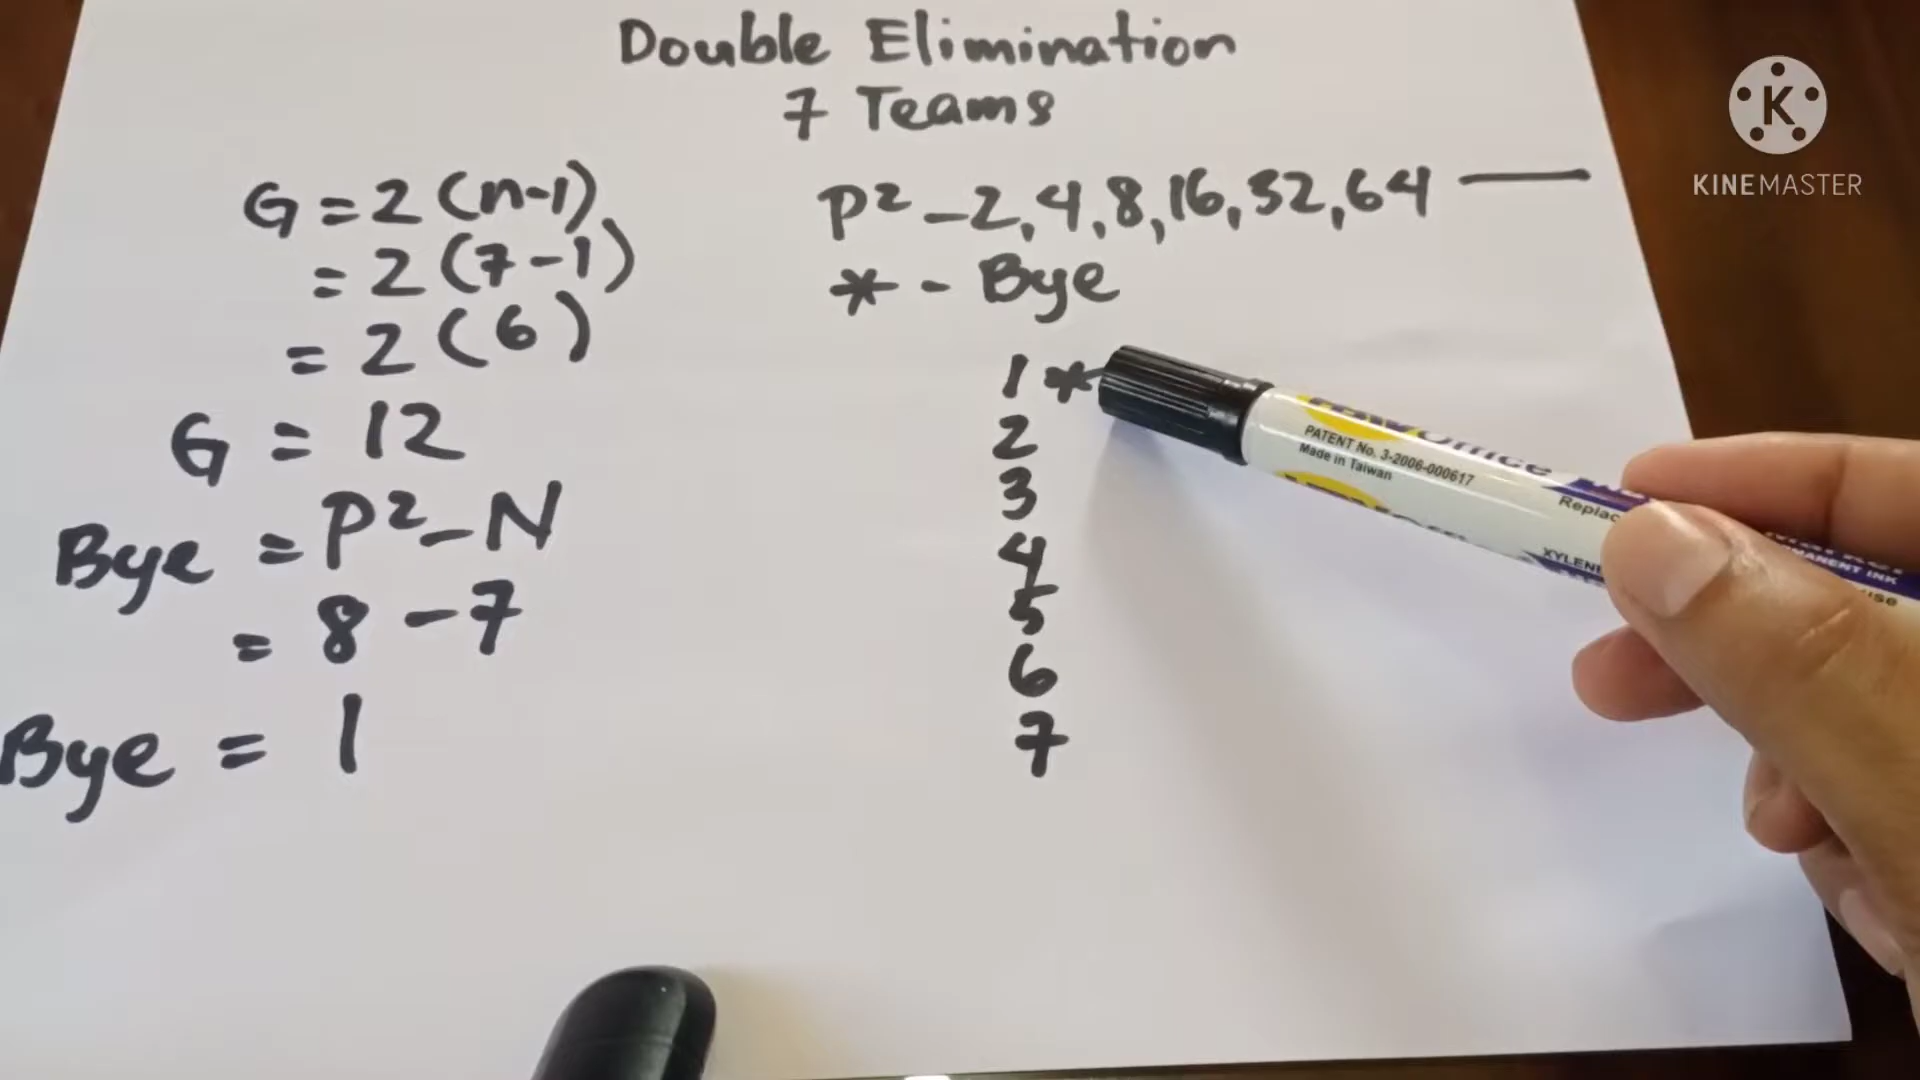 Double Elimination
7 Teams
G = 2 (n-1)
= 2 (7-1)
= 2 (6)
G = 12
Bye = P² - N
= 8 - 7
Bye = 1
P² - 2, 4, 8, 16, 32, 64 —
* - Bye
1 *
2
3
4
5
6
7
K
KINEMASTER
PATENT No. 3-2006-000617
Made in Taiwan